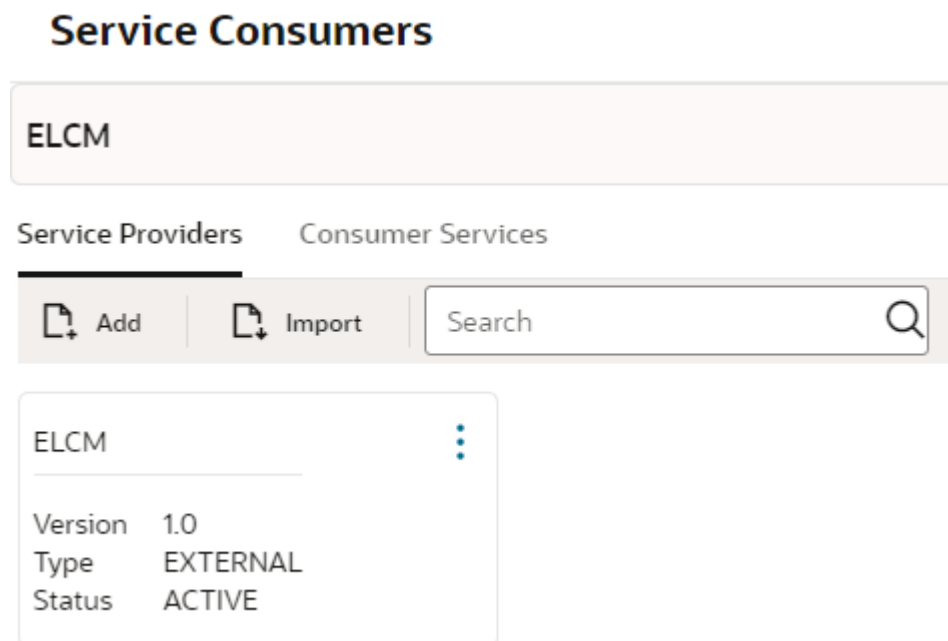 Service Consumers
ELCM
Service Providers Consumer Services
Add Import Search
ELCM
Version 1.0
Type EXTERNAL
Status ACTIVE